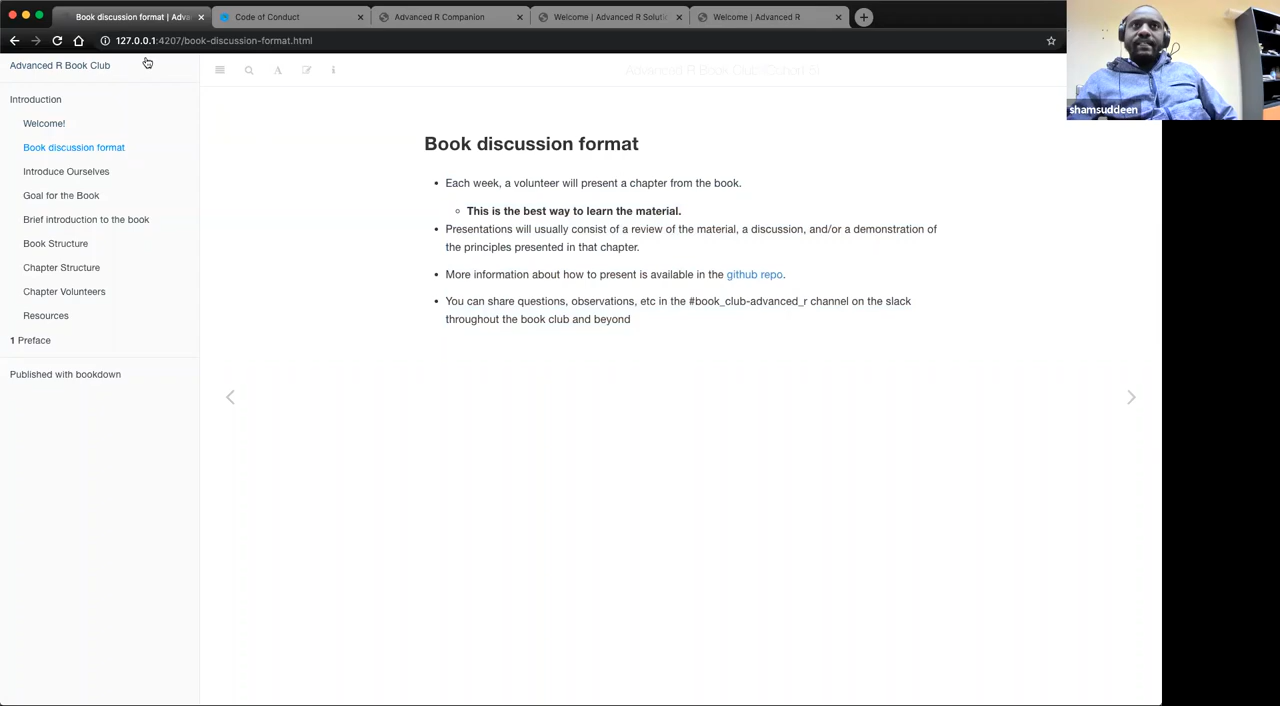 Book discussion format | Adva
Code of Conduct
Advanced R Companion
Welcome | Advanced R Soluti
Welcome | Advanced R
127.0.0.1:4207/book-discussion-format.html
shamsuddeen
Advanced R Book Club
Introduction
Welcome!
Book discussion format
Introduce Ourselves
Goal for the Book
Brief introduction to the book
Book Structure
Chapter Structure
Chapter Volunteers
Resources
1 Preface
Published with bookdown
Book discussion format
• Each week, a volunteer will present a chapter from the book.
◦ This is the best way to learn the material.
• Presentations will usually consist of a review of the material, a discussion, and/or a demonstration of
the principles presented in that chapter.
• More information about how to present is available in the github repo.
• You can share questions, observations, etc in the #book_club-advanced_r channel on the slack
throughout the book club and beyond